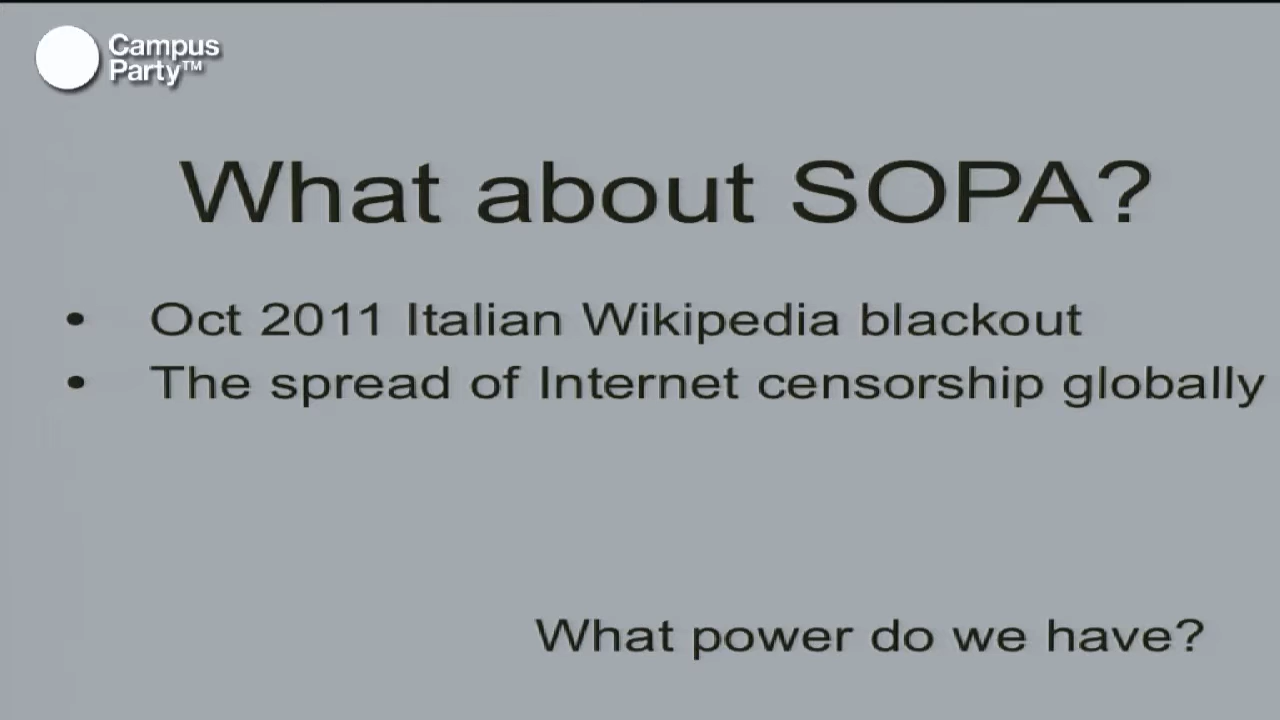 Campus
Party™
What about SOPA?
• Oct 2011 Italian Wikipedia blackout
• The spread of Internet censorship globally
What power do we have?